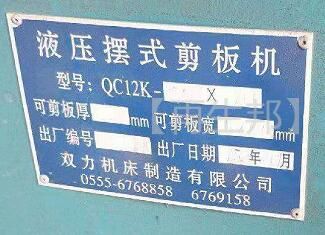 液压摆式剪板机
型号: QC12K- X
可剪板厚 mm 可剪板宽 mm
出厂编号 出厂日期 年 月
双力机床制造有限公司
0555-6768858 6769158